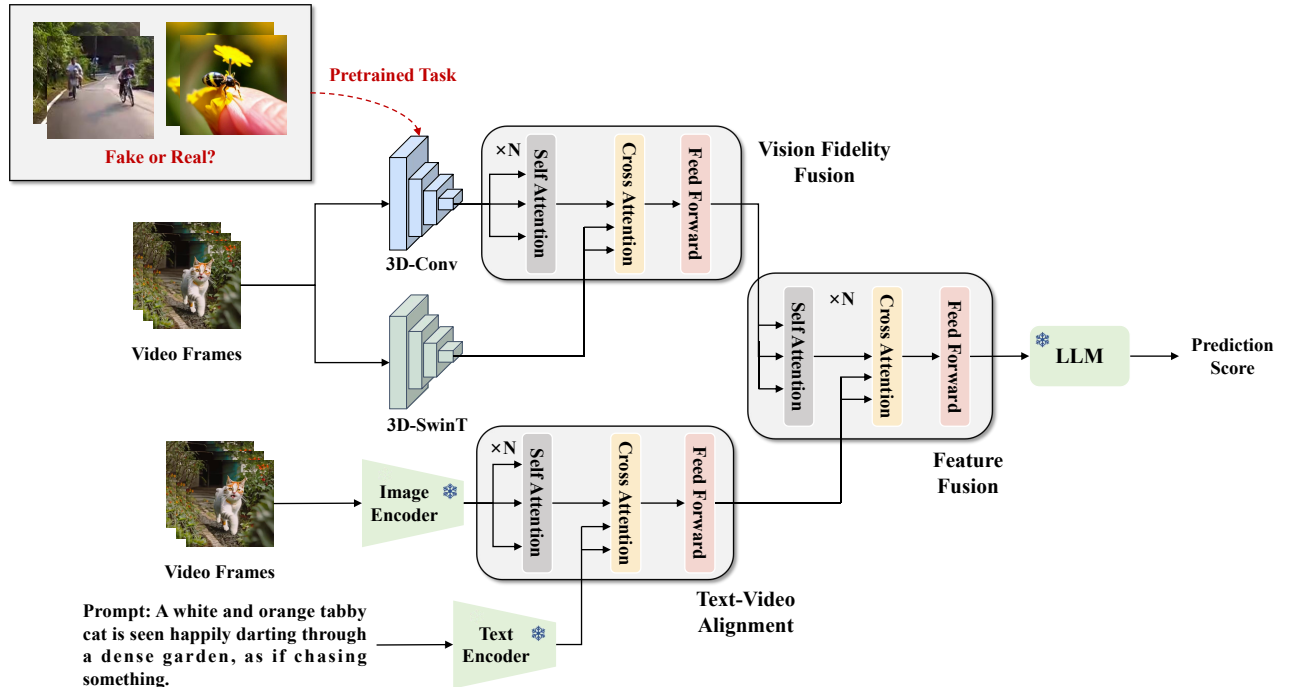 Fake or Real?
Pretrained Task
×N
Self Attention
Cross Attention
Feed Forward
Vision Fidelity
Fusion
3D-Conv
Video Frames
3D-SwinT
×N
Self Attention
Cross Attention
Feed Forward
LLM
Prediction
Score
Feature
Fusion
Image
Encoder
×N
Self Attention
Cross Attention
Feed Forward
Video Frames
Text-Video
Alignment
Prompt: A white and orange tabby
cat is seen happily darting through
a dense garden, as if chasing
something.
Text
Encoder